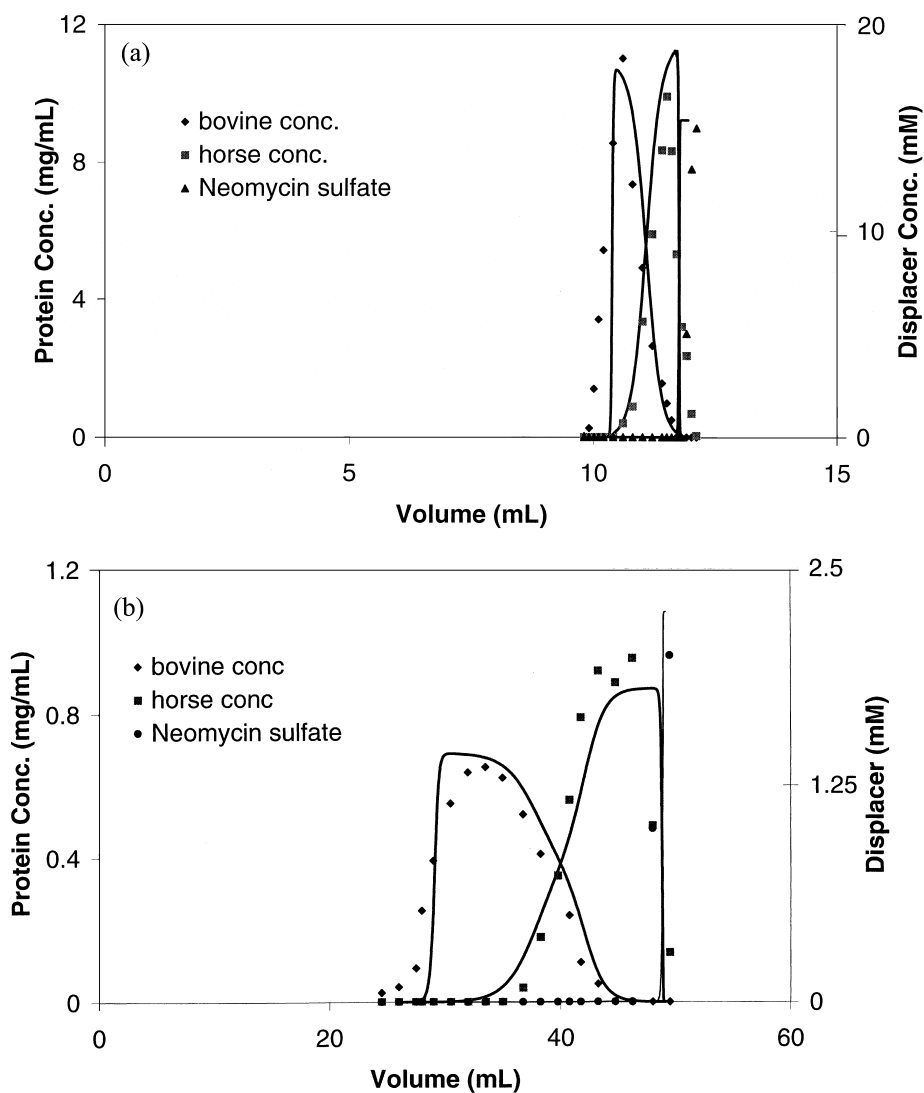 12
20
(a)
bovine conc.
horse conc.
Neomycin sulfate
8
10
4
0
0
0
5
10
15
Volume (mL)
Protein Conc. (mg/mL)
Displacer Conc. (mM)
1.2
2.5
(b)
bovine conc
horse conc
Neomycin sulfate
0.8
1.25
0.4
0
0
0
20
40
60
Volume (mL)
Protein Conc. (mg/mL)
Displacer (mM)